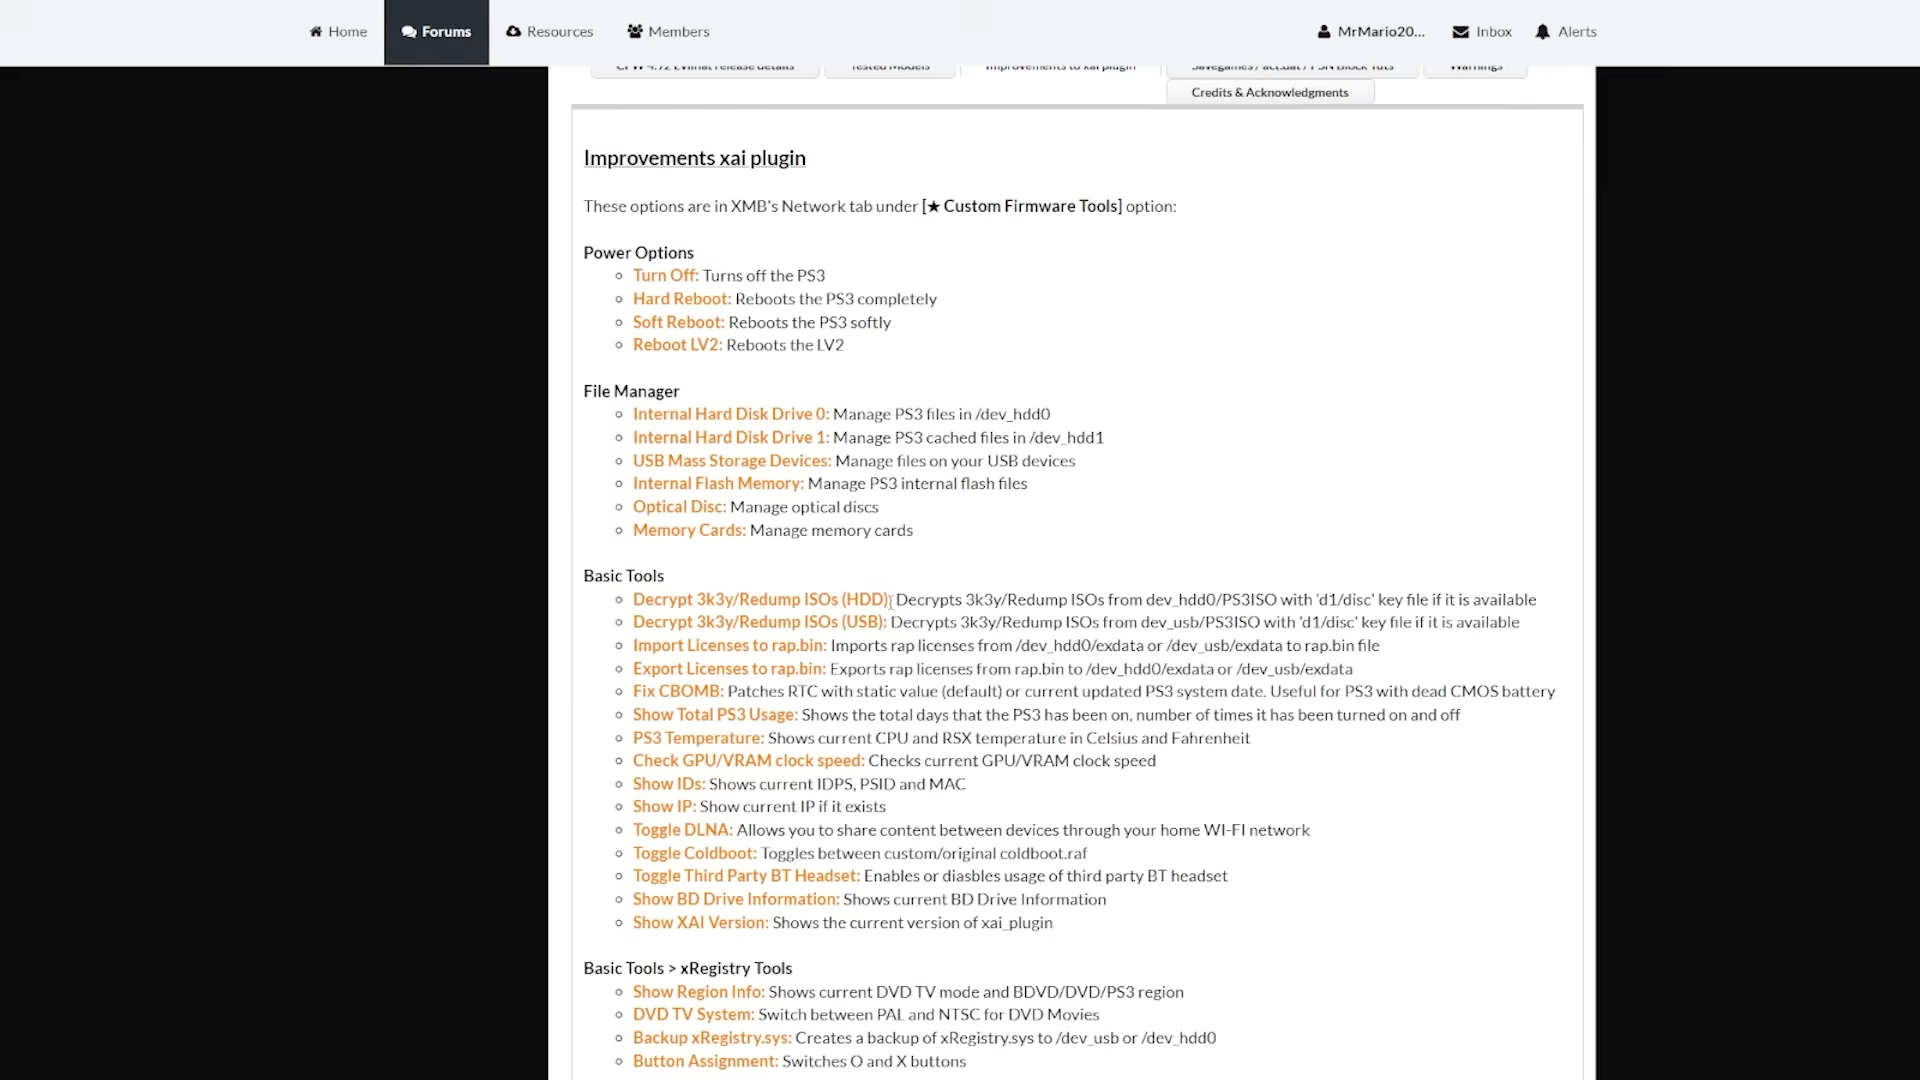 Home
Forums
Resources
Members
MrMario20...
Inbox
Alerts
CFW 4.92 Evilnat release details
Tested Models
Improvements to xai plugin
Savegames / act.dat / PSN Block Tuts
Warnings
Credits & Acknowledgments
Improvements xai plugin
These options are in XMB's Network tab under [★ Custom Firmware Tools] option:
Power Options
Turn Off: Turns off the PS3
Hard Reboot: Reboots the PS3 completely
Soft Reboot: Reboots the PS3 softly
Reboot LV2: Reboots the LV2
File Manager
Internal Hard Disk Drive 0: Manage PS3 files in /dev_hdd0
Internal Hard Disk Drive 1: Manage PS3 cached files in /dev_hdd1
USB Mass Storage Devices: Manage files on your USB devices
Internal Flash Memory: Manage PS3 internal flash files
Optical Disc: Manage optical discs
Memory Cards: Manage memory cards
Basic Tools
Decrypt 3k3y/Redump ISOs (HDD): Decrypts 3k3y/Redump ISOs from dev_hdd0/PS3ISO with 'd1/disc' key file if it is available
Decrypt 3k3y/Redump ISOs (USB): Decrypts 3k3y/Redump ISOs from dev_usb/PS3ISO with 'd1/disc' key file if it is available
Import Licenses to rap.bin: Imports rap licenses from /dev_hdd0/exdata or /dev_usb/exdata to rap.bin file
Export Licenses to rap.bin: Exports rap licenses from rap.bin to /dev_hdd0/exdata or /dev_usb/exdata
Fix CBOMB: Patches RTC with static value (default) or current updated PS3 system date. Useful for PS3 with dead CMOS battery
Show Total PS3 Usage: Shows the total days that the PS3 has been on, number of times it has been turned on and off
PS3 Temperature: Shows current CPU and RSX temperature in Celsius and Fahrenheit
Check GPU/VRAM clock speed: Checks current GPU/VRAM clock speed
Show IDs: Shows current IDPS, PSID and MAC
Show IP: Show current IP if it exists
Toggle DLNA: Allows you to share content between devices through your home WI-FI network
Toggle Coldboot: Toggles between custom/original coldboot.raf
Toggle Third Party BT Headset: Enables or diasbles usage of third party BT headset
Show BD Drive Information: Shows current BD Drive Information
Show XAI Version: Shows the current version of xai_plugin
Basic Tools > xRegistry Tools
Show Region Info: Shows current DVD TV mode and BDVD/DVD/PS3 region
DVD TV System: Switch between PAL and NTSC for DVD Movies
Backup xRegistry.sys: Creates a backup of xRegistry.sys to /dev_usb or /dev_hdd0
Button Assignment: Switches O and X buttons